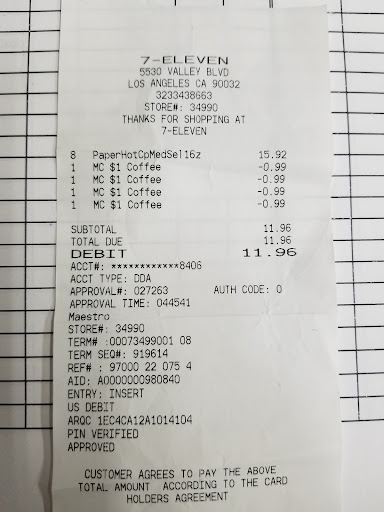 7-ELEVEN
5530 VALLEY BLVD
LOS ANGELES CA 90032
3233438663
STORE#: 34990
THANKS FOR SHOPPING AT
7-ELEVEN
8 PaperHotCpMedSel16z 15.92
1 MC $1 Coffee -0.99
1 MC $1 Coffee -0.99
1 MC $1 Coffee -0.99
1 MC $1 Coffee -0.99
SUBTOTAL 11.96
TOTAL DUE 11.96
DEBIT 11.96
ACCT#: ************8406
ACCT TYPE: DDA
APPROVAL#: 027263 AUTH CODE: 0
APPROVAL TIME: 044541
Maestro
STORE#: 34990
TERM# :00073499001 08
TERM SEQ#: 919614
REF# : 97000 22 075 4
AID: A0000000980840
ENTRY: INSERT
US DEBIT
ARQC 1EC4CA12A1014104
PIN VERIFIED
APPROVED
CUSTOMER AGREES TO PAY THE ABOVE
TOTAL AMOUNT ACCORDING TO THE CARD
HOLDERS AGREEMENT